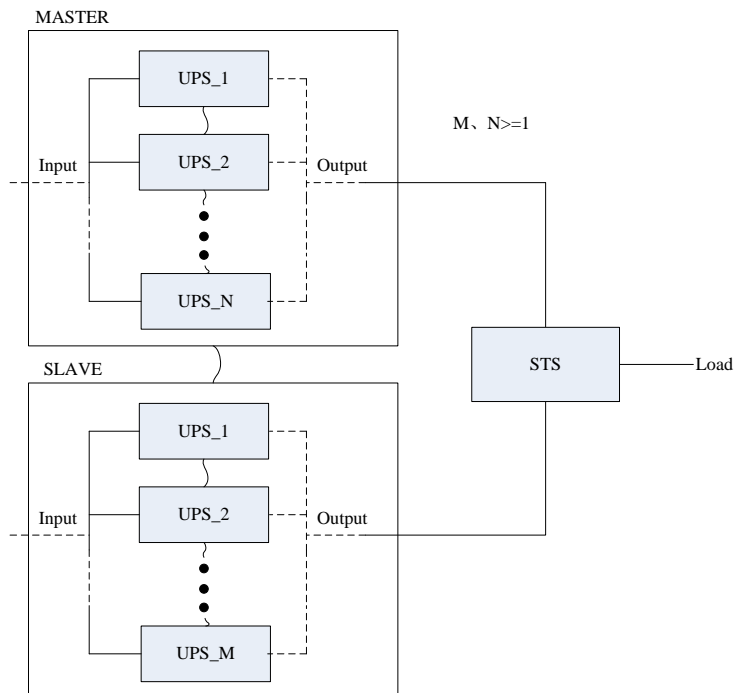 MASTER
UPS_1
M、N>=1
UPS_2
Input
Output
UPS_N
STS
Load
SLAVE
UPS_1
UPS_2
Input
Output
UPS_M